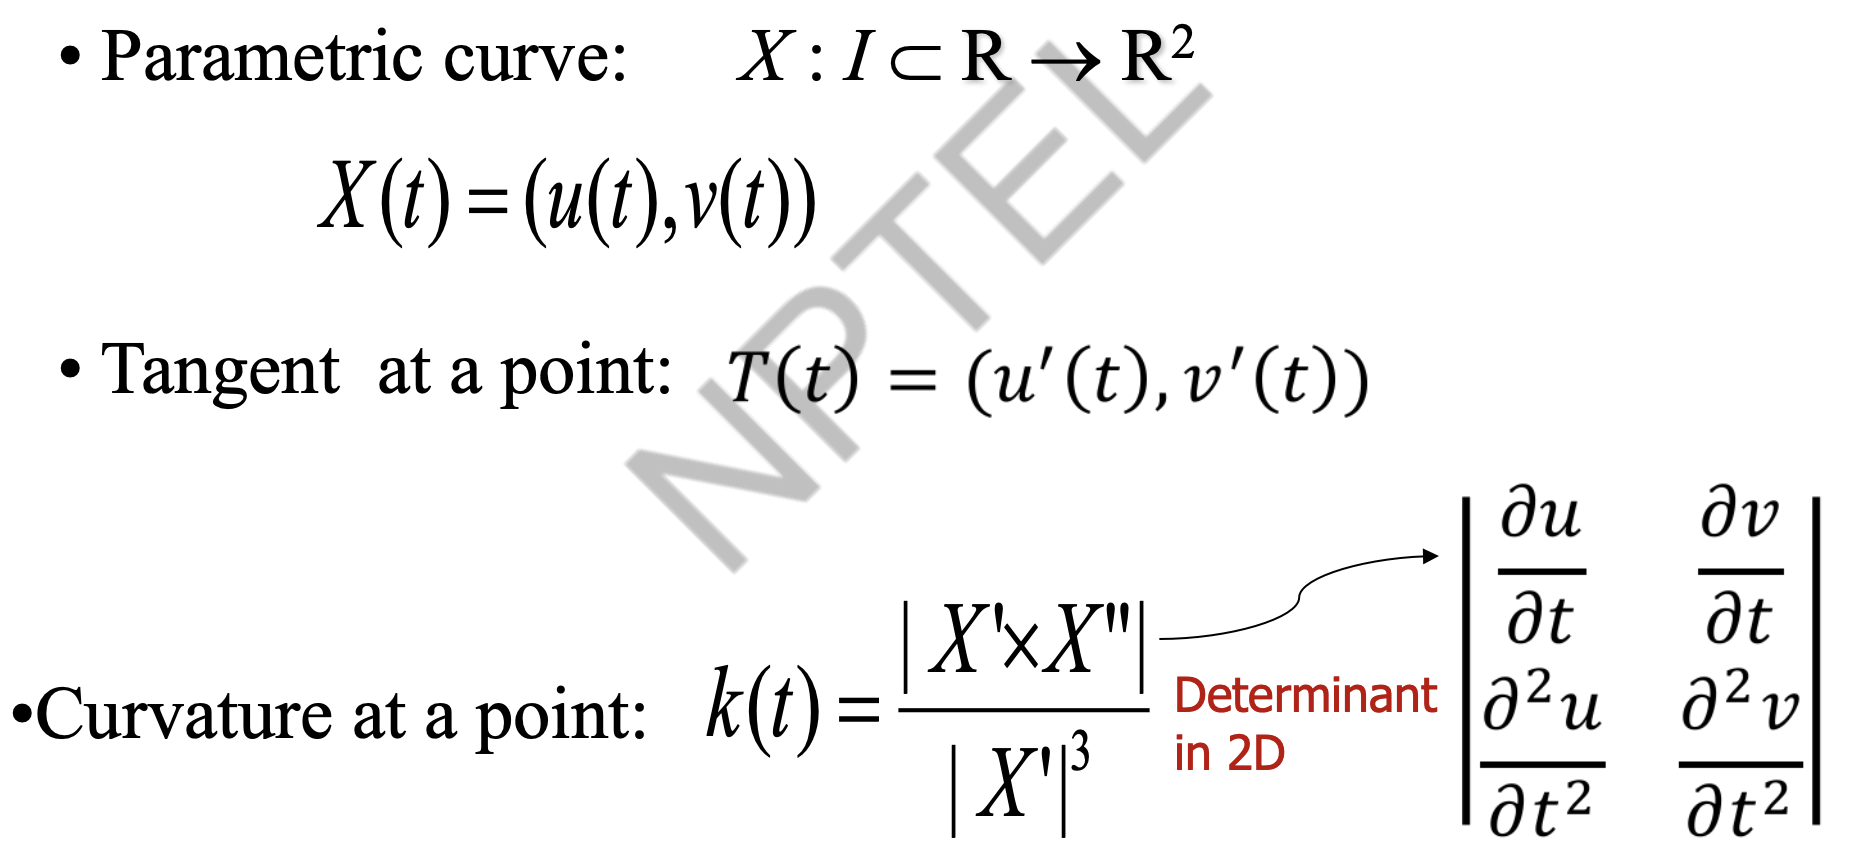 • Parametric curve: X : I ⊂ R → R²
X(t) = (u(t),v(t))
• Tangent at a point: T(t) = (u′(t), v′(t))
•Curvature at a point: k(t) = |X'×X"| / |X'|³
Determinant
in 2D
| ∂u/∂t ∂v/∂t |
| ∂²u/∂t² ∂²v/∂t² |
NPTEL